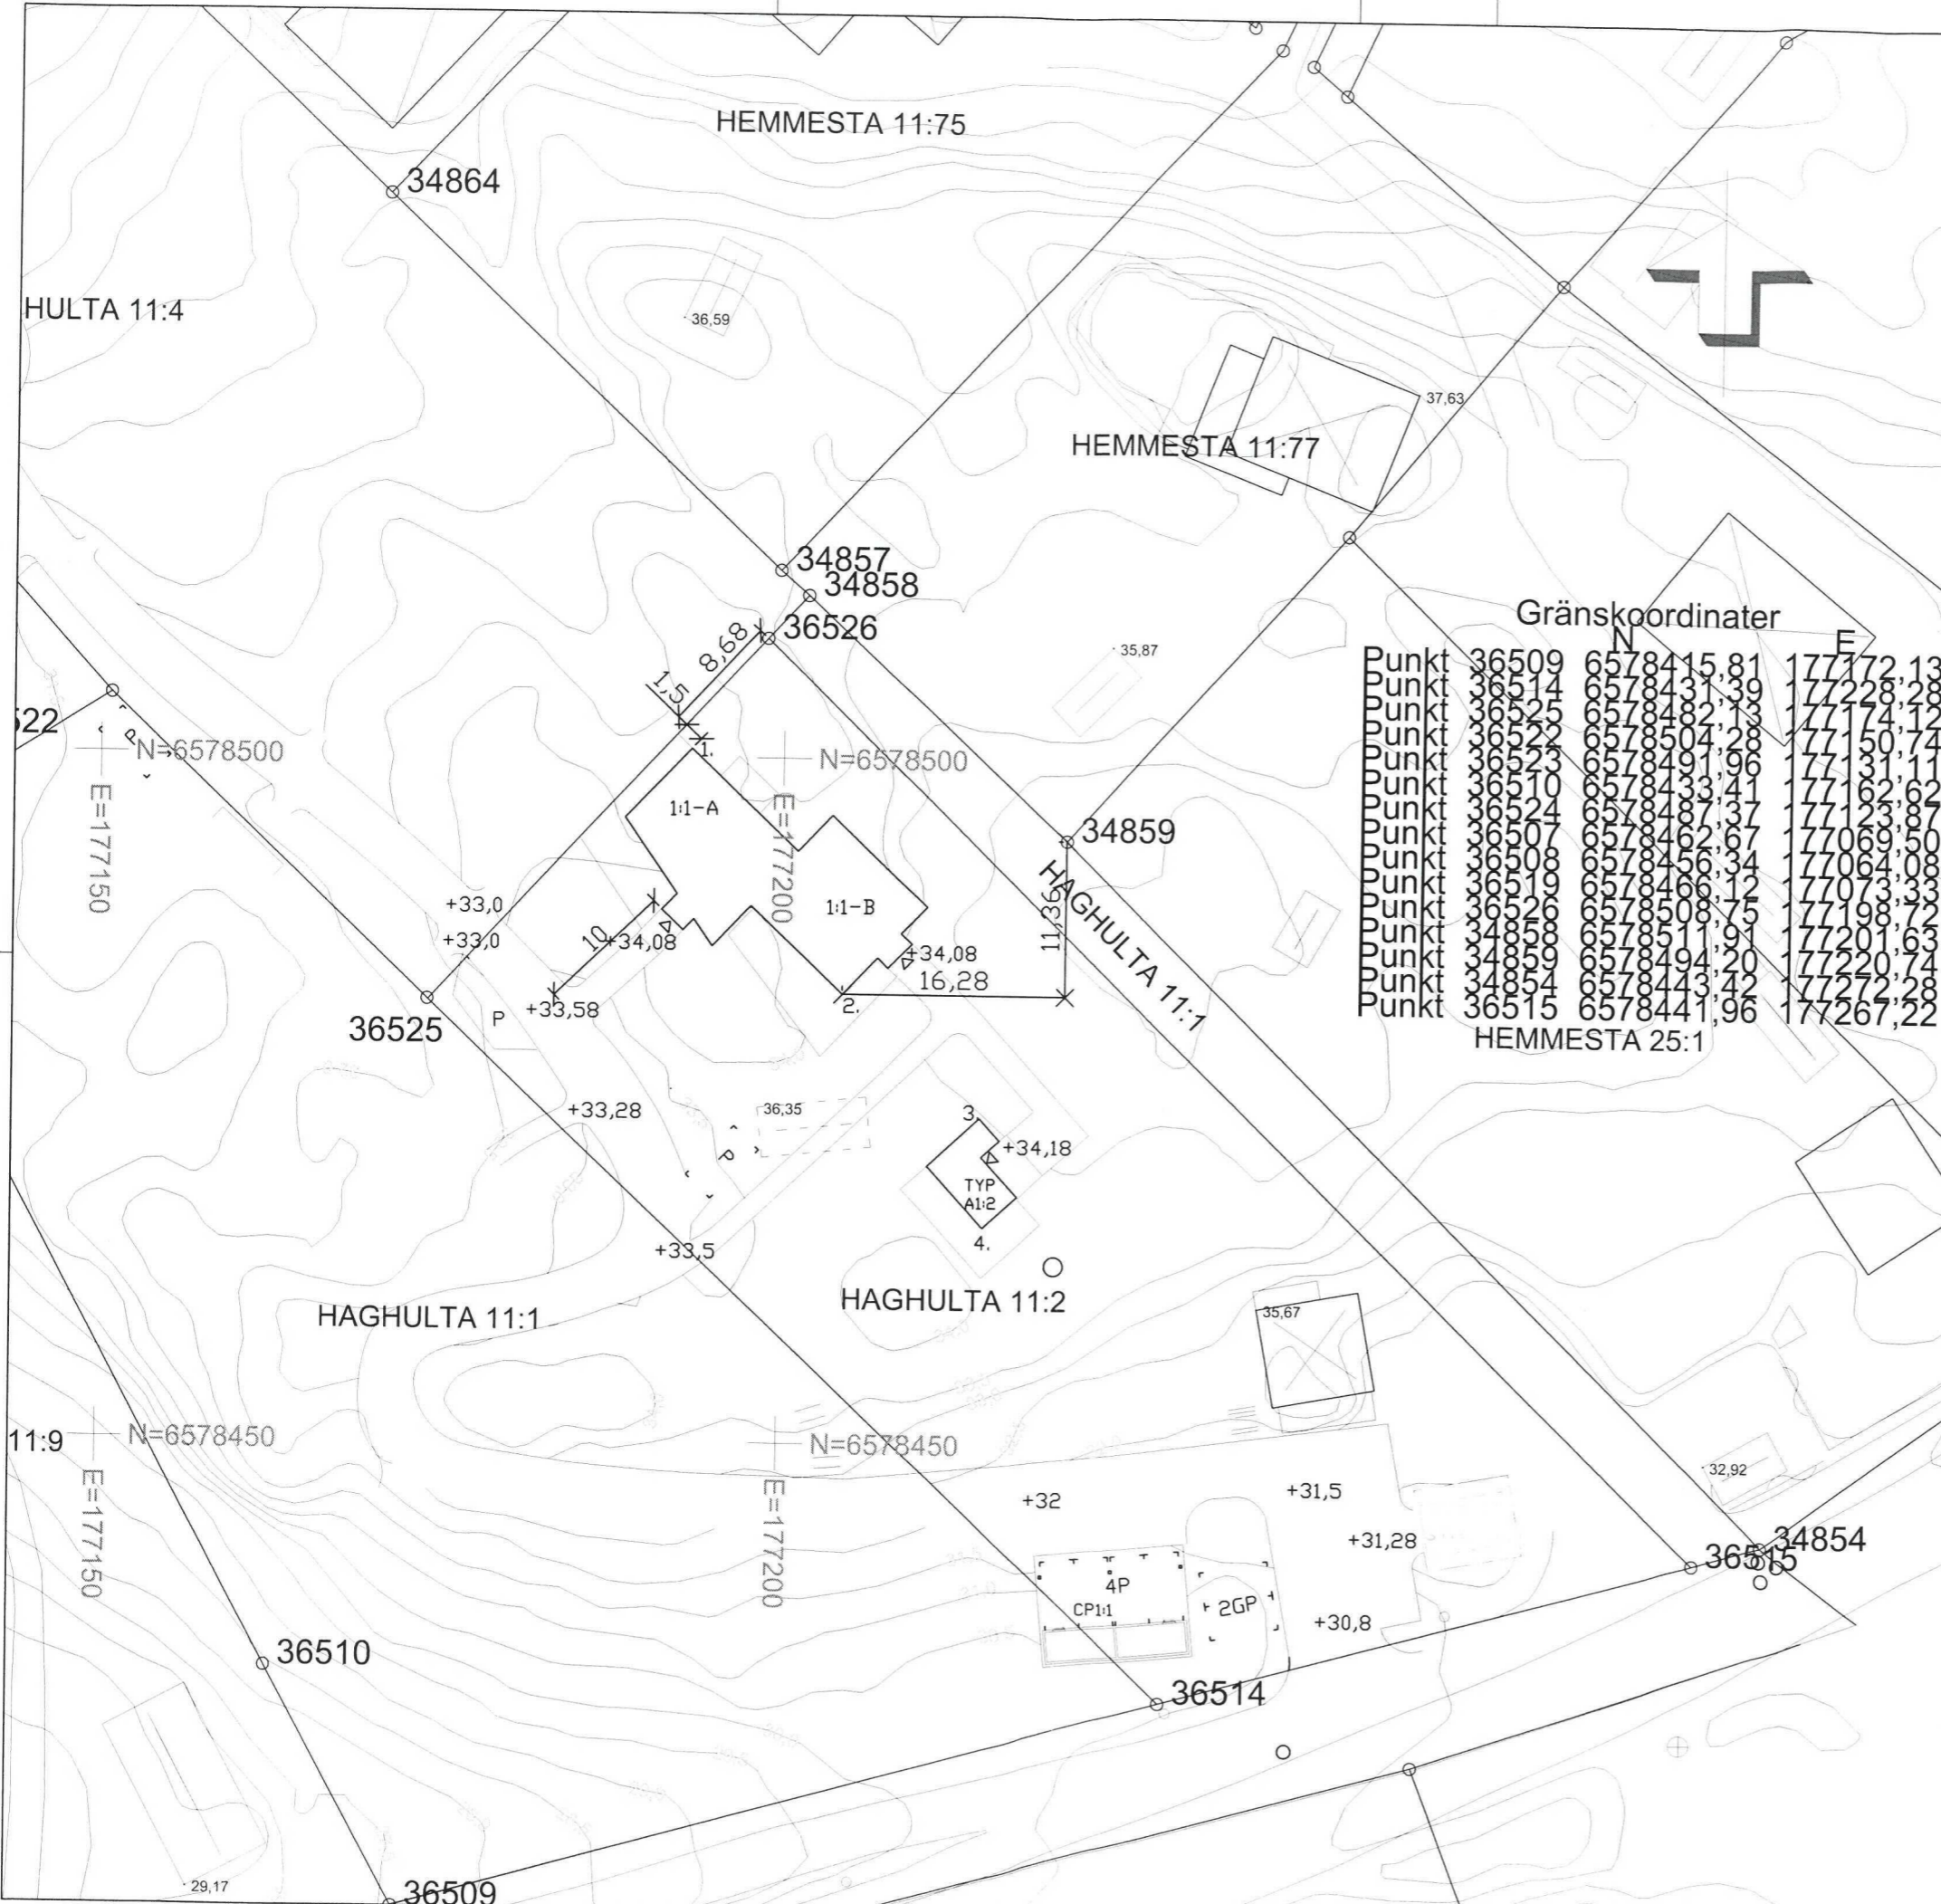 HEMMESTA 11:75
34864
HULTA 11:4
36,59
37,63
HEMMESTA 11:77
34857
34858
36526
8,68
1,5
1.
35,87
522
P
N=6578500
E=177150
N=6578500
E=177200
1:1-A
1:1-B
34859
HAGHULTA 11:1
11,36
Gränskoordinater
N E
Punkt 36509 6578415,81 177172,13
Punkt 36514 6578431,39 177228,28
Punkt 36525 6578482,13 177174,12
Punkt 36522 6578504,28 177150,74
Punkt 36523 6578491,96 177131,11
Punkt 36510 6578433,41 177162,62
Punkt 36524 6578487,37 177123,87
Punkt 36507 6578462,67 177069,50
Punkt 36508 6578456,34 177064,08
Punkt 36519 6578466,12 177073,33
Punkt 36526 6578508,75 177198,72
Punkt 34858 6578511,91 177201,63
Punkt 34859 6578494,20 177220,74
Punkt 34854 6578443,42 177272,28
Punkt 36515 6578441,96 177267,22
HEMMESTA 25:1
+33,0
+33,0
10
+34,08
+34,08
16,28
2.
+33,58
P
36525
+33,28
36,35
P
3.
+34,18
TYP
A1:2
4.
+33,5
HAGHULTA 11:1
HAGHULTA 11:2
35,67
11:9
N=6578450
E=177150
N=6578450
E=177200
+32
+31,5
+31,28
32,92
34854
36515
4P
CP1:1
2GP
+30,8
36510
36514
29,17
36509